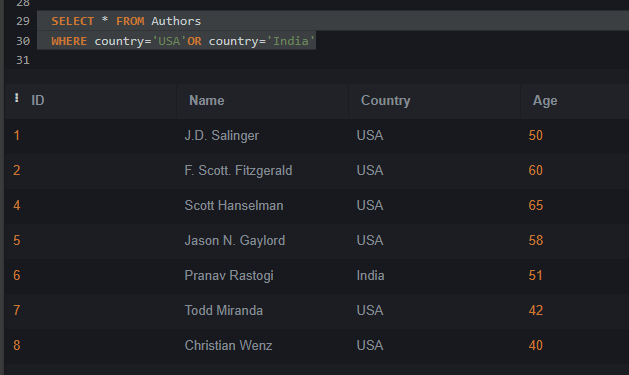 28
29 SELECT * FROM Authors
30 WHERE country='USA'OR country='India'
31
ID Name Country Age
1 J.D. Salinger USA 50
2 F. Scott. Fitzgerald USA 60
4 Scott Hanselman USA 65
5 Jason N. Gaylord USA 58
6 Pranav Rastogi India 51
7 Todd Miranda USA 42
8 Christian Wenz USA 40